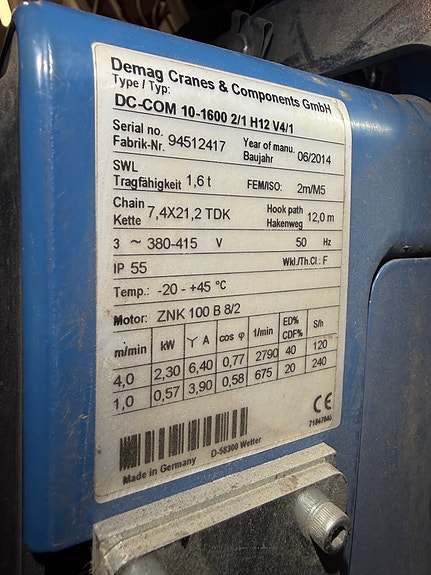 Demag Cranes & Components GmbH
Type / Typ:
DC-COM 10-1600 2/1 H12 V4/1
Serial no. Fabrik-Nr. 94512417 Year of manu. Baujahr 06/2014
SWL Tragfähigkeit 1,6 t FEM/ISO: 2m/M5
Chain Kette 7,4X21,2 TDK Hook path Hakenweg 12,0 m
3 ~ 380-415 V 50 Hz
IP 55 Wkl./Th.Cl.: F
Temp.: -20 - +45 °C
Motor: ZNK 100 B 8/2
m/min kW Y A cos φ 1/min ED% CDF% S/h
4,0 2,30 6,40 0,77 2790 40 120
1,0 0,57 3,90 0,58 675 20 240
CE
Made in Germany D-58300 Wetter